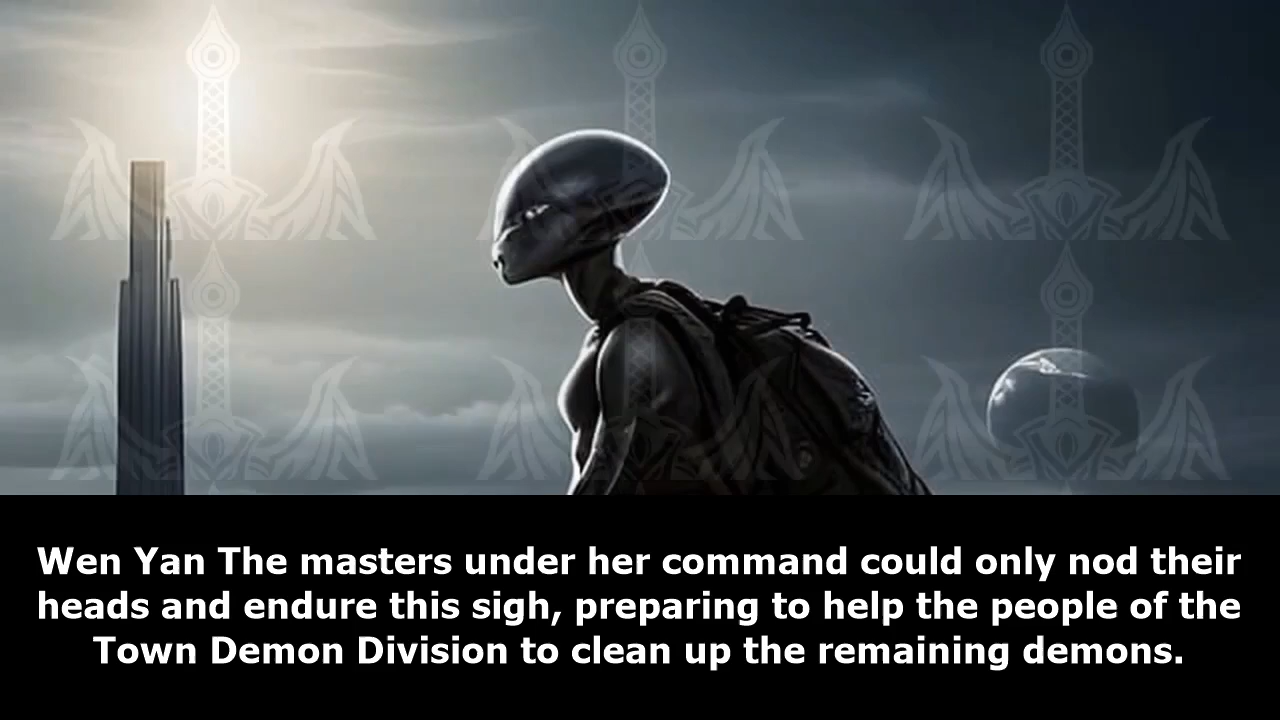 Wen Yan The masters under her command could only nod their
heads and endure this sigh, preparing to help the people of the
Town Demon Division to clean up the remaining demons.